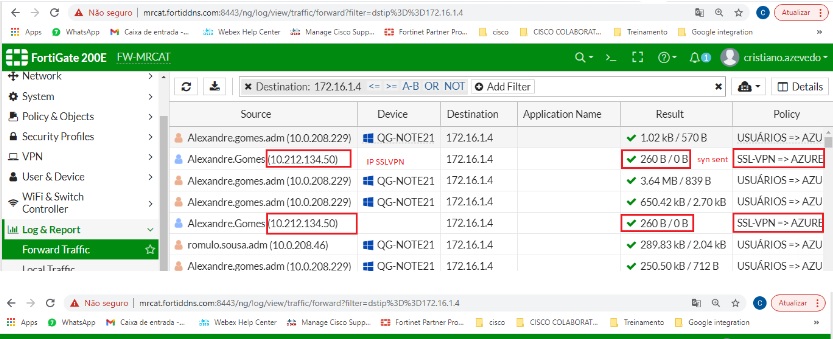 Não seguro | mrcat.fortiddns.com:8443/ng/log/view/traffic/forward?filter=dstip%3D%3D172.16.1.4 C Atualizar
Apps WhatsApp Caixa de entrada -... Webex Help Center Manage Cisco Supp... Fortinet Partner Pro... cisco CISCO COLABORAT... Treinamento Google integration »
FortiGate 200E FW-MRCAT 1 cristiano.azevedo
Network
System
Policy & Objects
Security Profiles
VPN
User & Device
WiFi & Switch
Controller
Log & Report
Forward Traffic
Local Traffic
Destination: 172.16.1.4 <= >= A-B OR NOT Add Filter Details
Source Device Destination Application Name Result Policy
Alexandre.gomes.adm (10.0.208.229) QG-NOTE21 172.16.1.4 1.02 kB / 570 B USUÁRIOS => AZU
Alexandre.Gomes (10.212.134.50) IP SSLVPN 172.16.1.4 260 B / 0 B syn sent SSL-VPN => AZURE
Alexandre.gomes.adm (10.0.208.229) QG-NOTE21 172.16.1.4 3.64 MB / 839 B USUÁRIOS => AZU
Alexandre.gomes.adm (10.0.208.229) QG-NOTE21 172.16.1.4 650.42 kB / 2.70 kB USUÁRIOS => AZU
Alexandre.Gomes (10.212.134.50) 172.16.1.4 260 B / 0 B SSL-VPN => AZURE
romulo.sousa.adm (10.0.208.46) QG-NOTE21 172.16.1.4 289.83 kB / 2.04 kB USUÁRIOS => AZU
Alexandre.gomes.adm (10.0.208.229) QG-NOTE21 172.16.1.4 250.50 kB / 712 B USUÁRIOS => AZU
Não seguro | mrcat.fortiddns.com:8443/ng/log/view/traffic/forward?filter=dstip%3D%3D172.16.1.4 C Atualizar
Apps WhatsApp Caixa de entrada -... Webex Help Center Manage Cisco Supp... Fortinet Partner Pro... cisco CISCO COLABORAT... Treinamento Google integration »